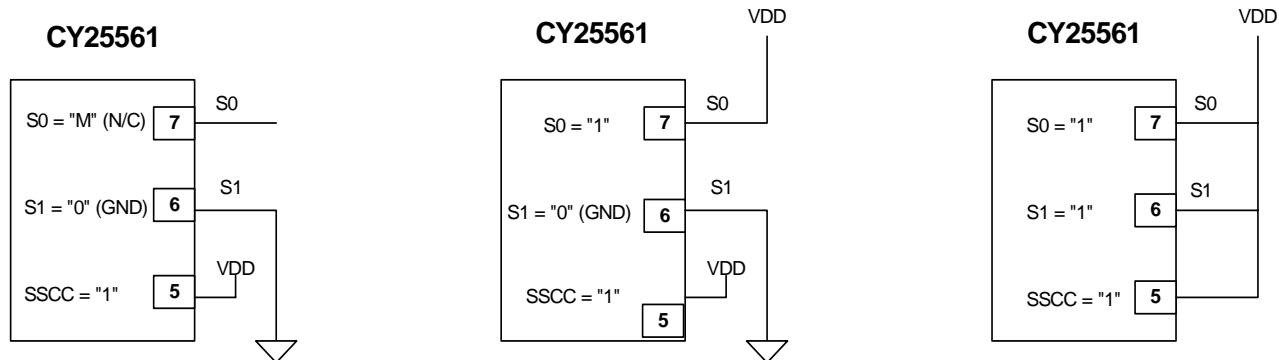 CY25561
S0 = "M" (N/C)
7
S0
S1 = "0" (GND)
6
S1
SSCC = "1"
5
VDD
CY25561
VDD
S0 = "1"
7
S0
S1 = "0" (GND)
6
S1
SSCC = "1"
5
VDD
CY25561
VDD
S0 = "1"
7
S0
S1 = "1"
6
S1
SSCC = "1"
5